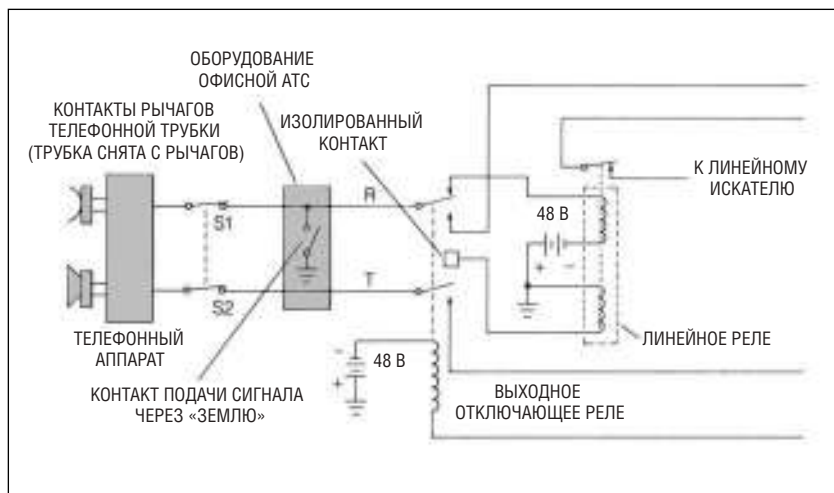 ОБОРУДОВАНИЕ
ОФИСНОЙ АТС
КОНТАКТЫ РЫЧАГОВ
ТЕЛЕФОННОЙ ТРУБКИ
(ТРУБКА СНЯТА С РЫЧАГОВ)
ИЗОЛИРОВАННЫЙ
КОНТАКТ
К ЛИНЕЙНОМУ
ИСКАТЕЛЮ
R
S1
48 В
+ −
T
S2
ТЕЛЕФОННЫЙ
АППАРАТ
ЛИНЕЙНОЕ РЕЛЕ
−
+
48 В
КОНТАКТ ПОДАЧИ СИГНАЛА
ЧЕРЕЗ «ЗЕМЛЮ»
ВЫХОДНОЕ
ОТКЛЮЧАЮЩЕЕ РЕЛЕ